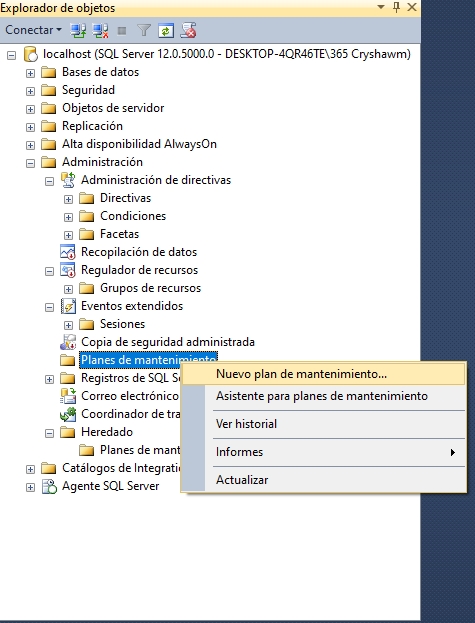 Explorador de objetos
Conectar
localhost (SQL Server 12.0.5000.0 - DESKTOP-4QR46TE\365 Cryshawm)
Bases de datos
Seguridad
Objetos de servidor
Replicación
Alta disponibilidad AlwaysOn
Administración
Administración de directivas
Directivas
Condiciones
Facetas
Recopilación de datos
Regulador de recursos
Grupos de recursos
Eventos extendidos
Sesiones
Copia de seguridad administrada
Planes de mantenimiento
Nuevo plan de mantenimiento...
Registros de SQL Se
Asistente para planes de mantenimiento
Correo electrónico
Coordinador de tra
Ver historial
Heredado
Planes de mant
Informes
Catálogos de Integratio
Agente SQL Server
Actualizar